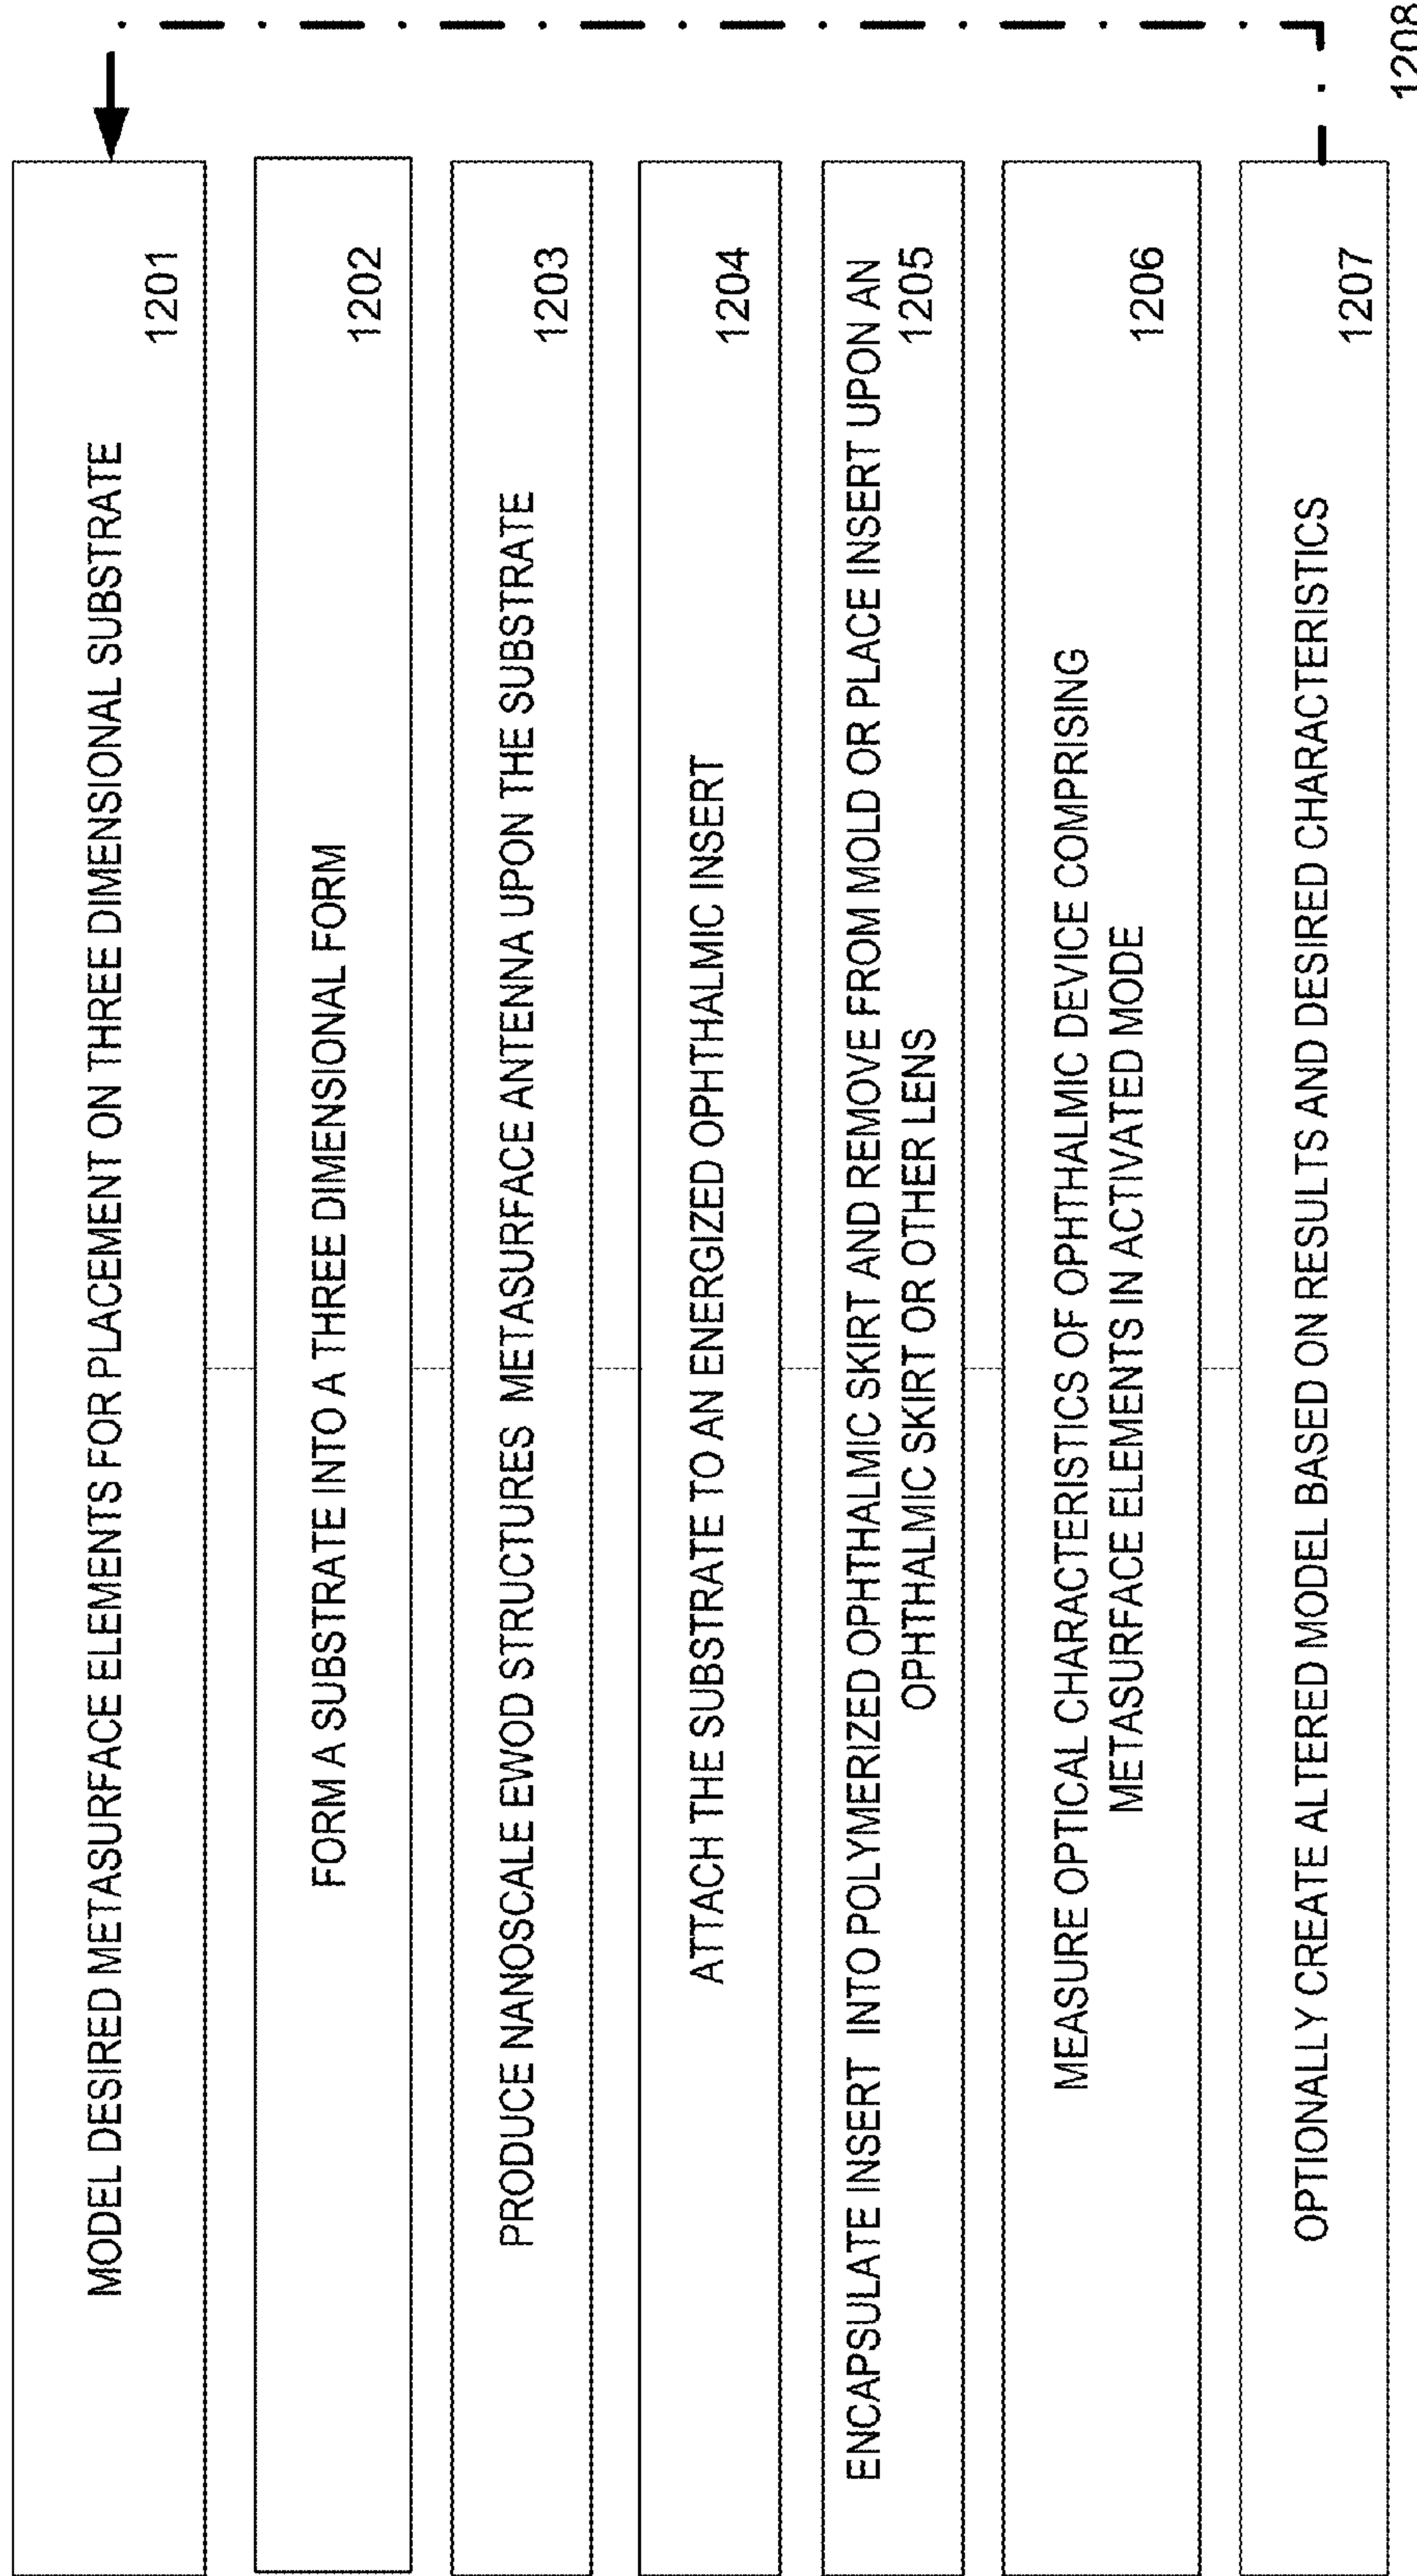 MODEL DESIRED METASURFACE ELEMENTS FOR PLACEMENT ON THREE DIMENSIONAL SUBSTRATE
1201
FORM A SUBSTRATE INTO A THREE DIMENSIONAL FORM
1202
PRODUCE NANOSCALE EWOD STRUCTURES METASURFACE ANTENNA UPON THE SUBSTRATE
1203
ATTACH THE SUBSTRATE TO AN ENERGIZED OPHTHALMIC INSERT
1204
ENCAPSULATE INSERT INTO POLYMERIZED OPHTHALMIC SKIRT AND REMOVE FROM MOLD OR PLACE INSERT UPON AN
OPHTHALMIC SKIRT OR OTHER LENS
1205
MEASURE OPTICAL CHARACTERISTICS OF OPHTHALMIC DEVICE COMPRISING
METASURFACE ELEMENTS IN ACTIVATED MODE
1206
OPTIONALLY CREATE ALTERED MODEL BASED ON RESULTS AND DESIRED CHARACTERISTICS
1207
1208